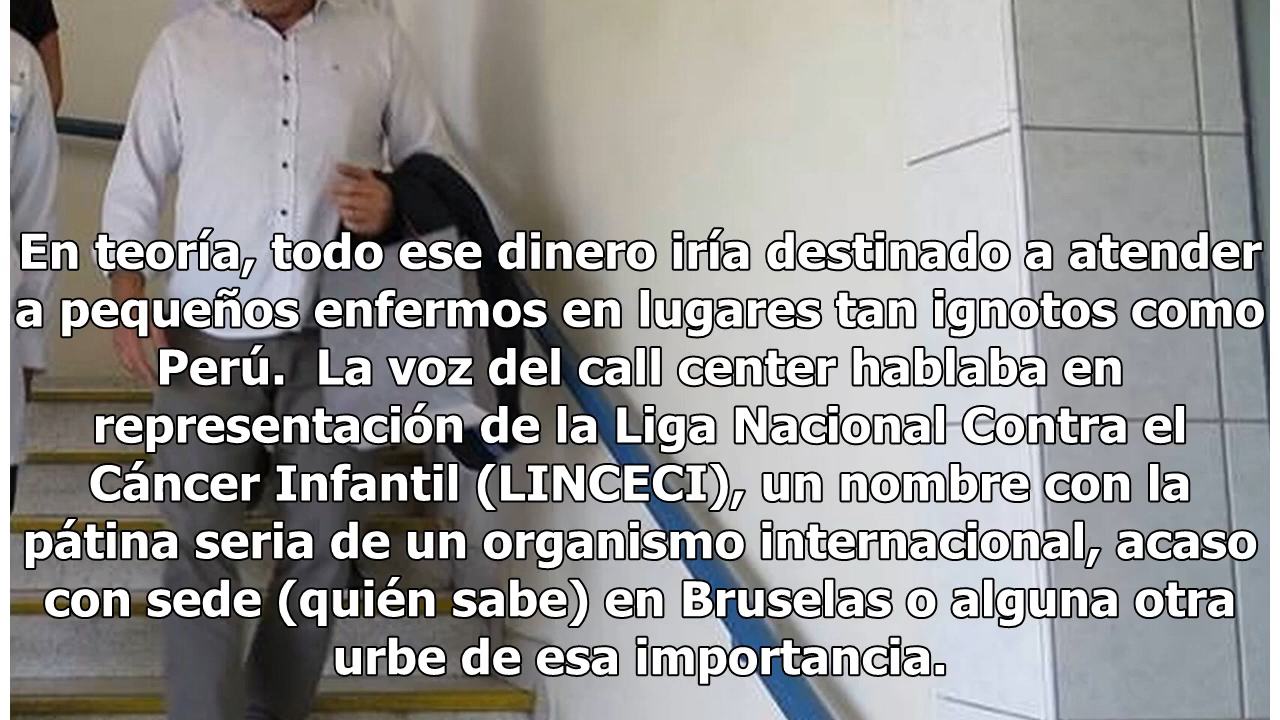 En teoría, todo ese dinero iría destinado a atender
a pequeños enfermos en lugares tan ignotos como
Perú.  La voz del call center hablaba en
representación de la Liga Nacional Contra el
Cáncer Infantil (LINCECI), un nombre con la
pátina seria de un organismo internacional, acaso
con sede (quién sabe) en Bruselas o alguna otra
urbe de esa importancia.